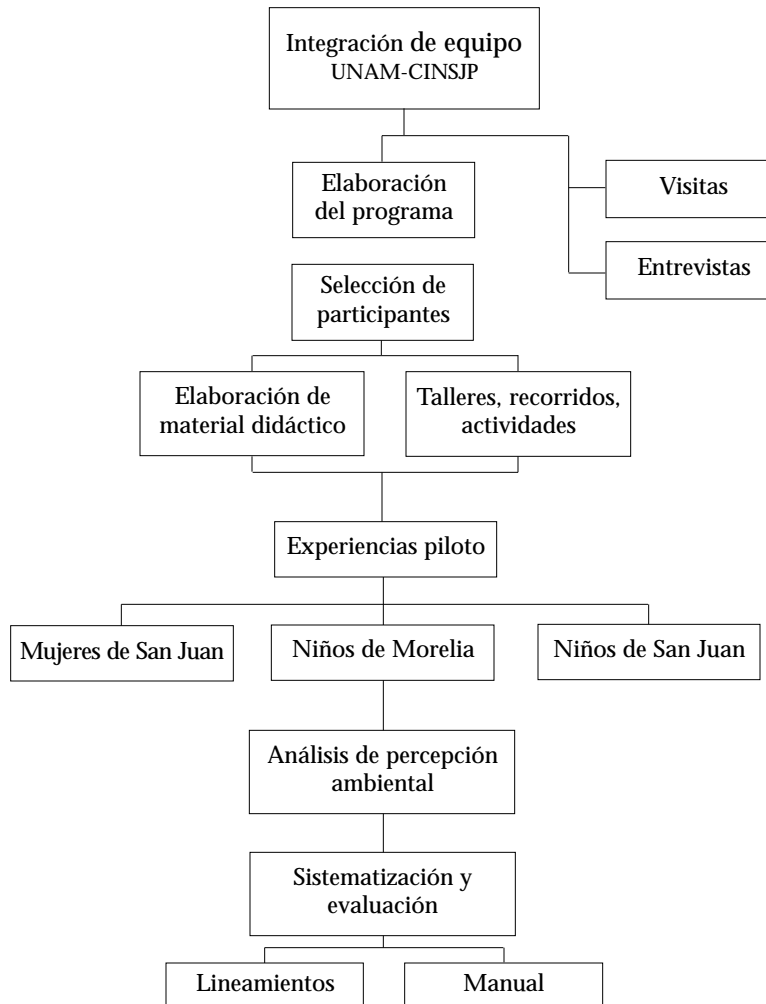 Integración de equipo
UNAM-CINSJP
Elaboración
del programa
Visitas
Entrevistas
Selección de
participantes
Elaboración de
material didáctico
Talleres, recorridos,
actividades
Experiencias piloto
Mujeres de San Juan
Niños de Morelia
Niños de San Juan
Análisis de percepción
ambiental
Sistematización y
evaluación
Lineamientos
Manual